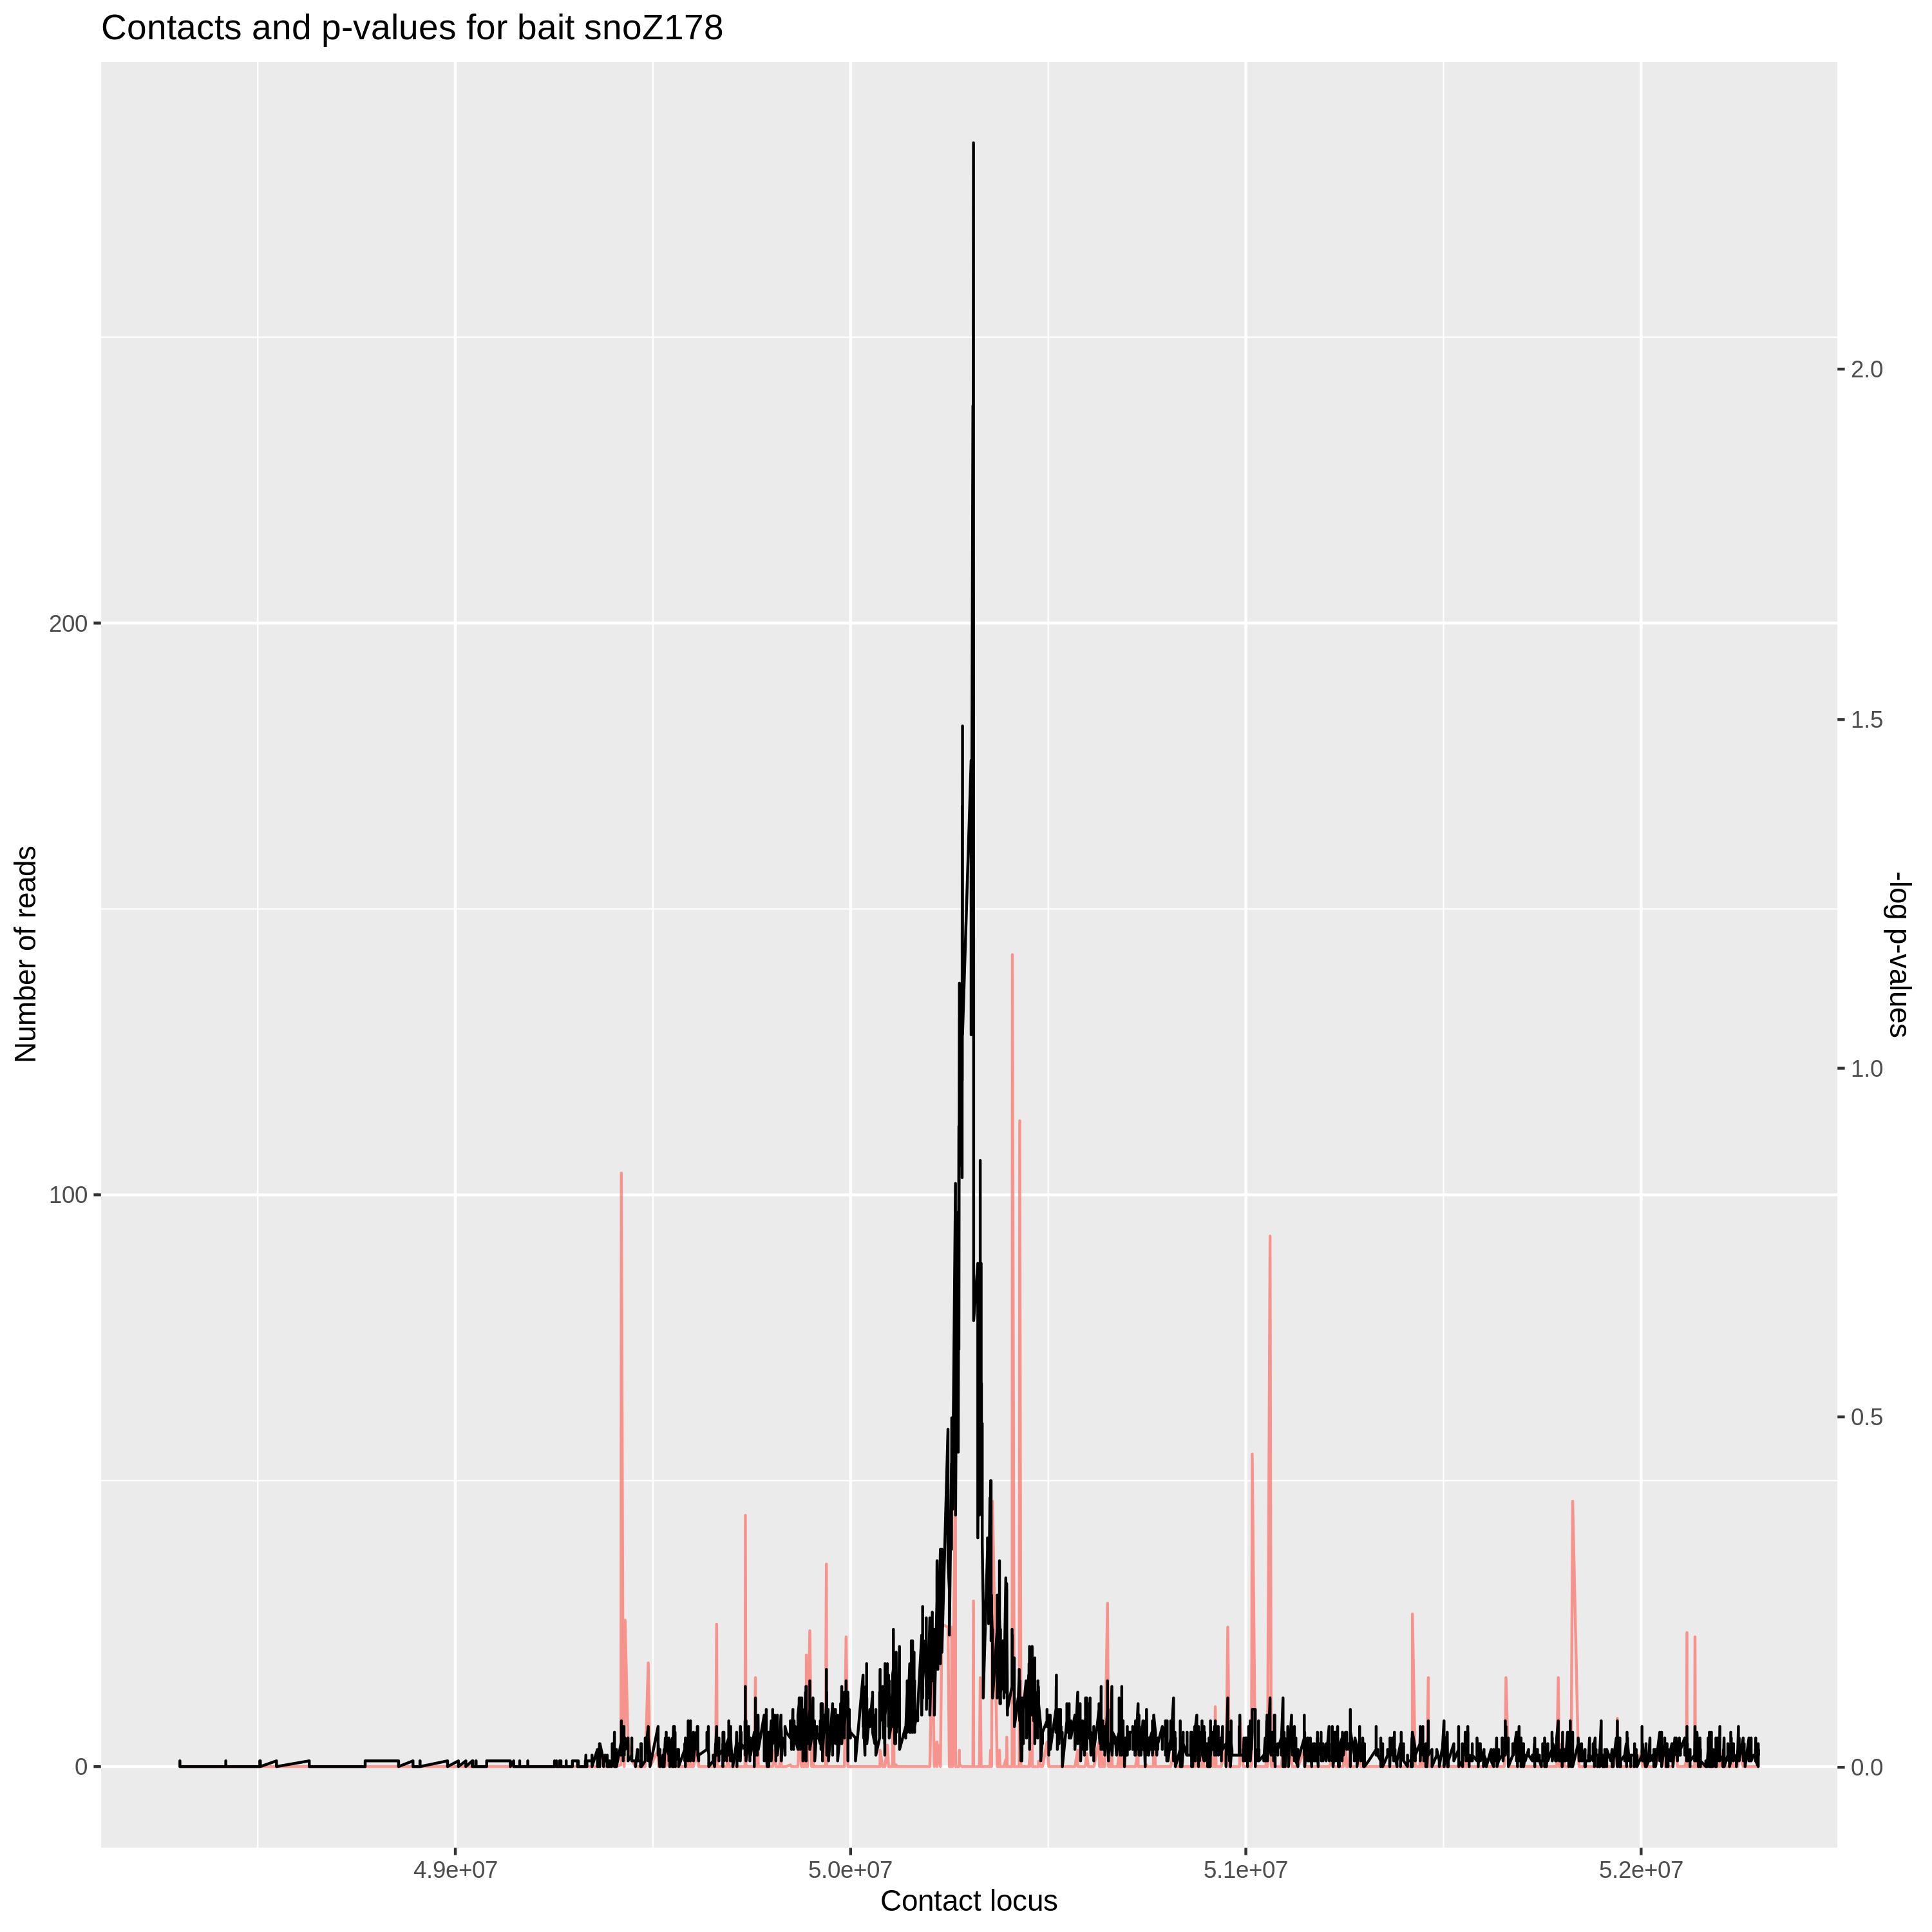 Contacts and p-values for bait snoZ178
Number of reads
200
100
0
2.0
1.5
1.0
0.5
0.0
-log p-values
4.9e+07 5.0e+07 5.1e+07 5.2e+07
Contact locus